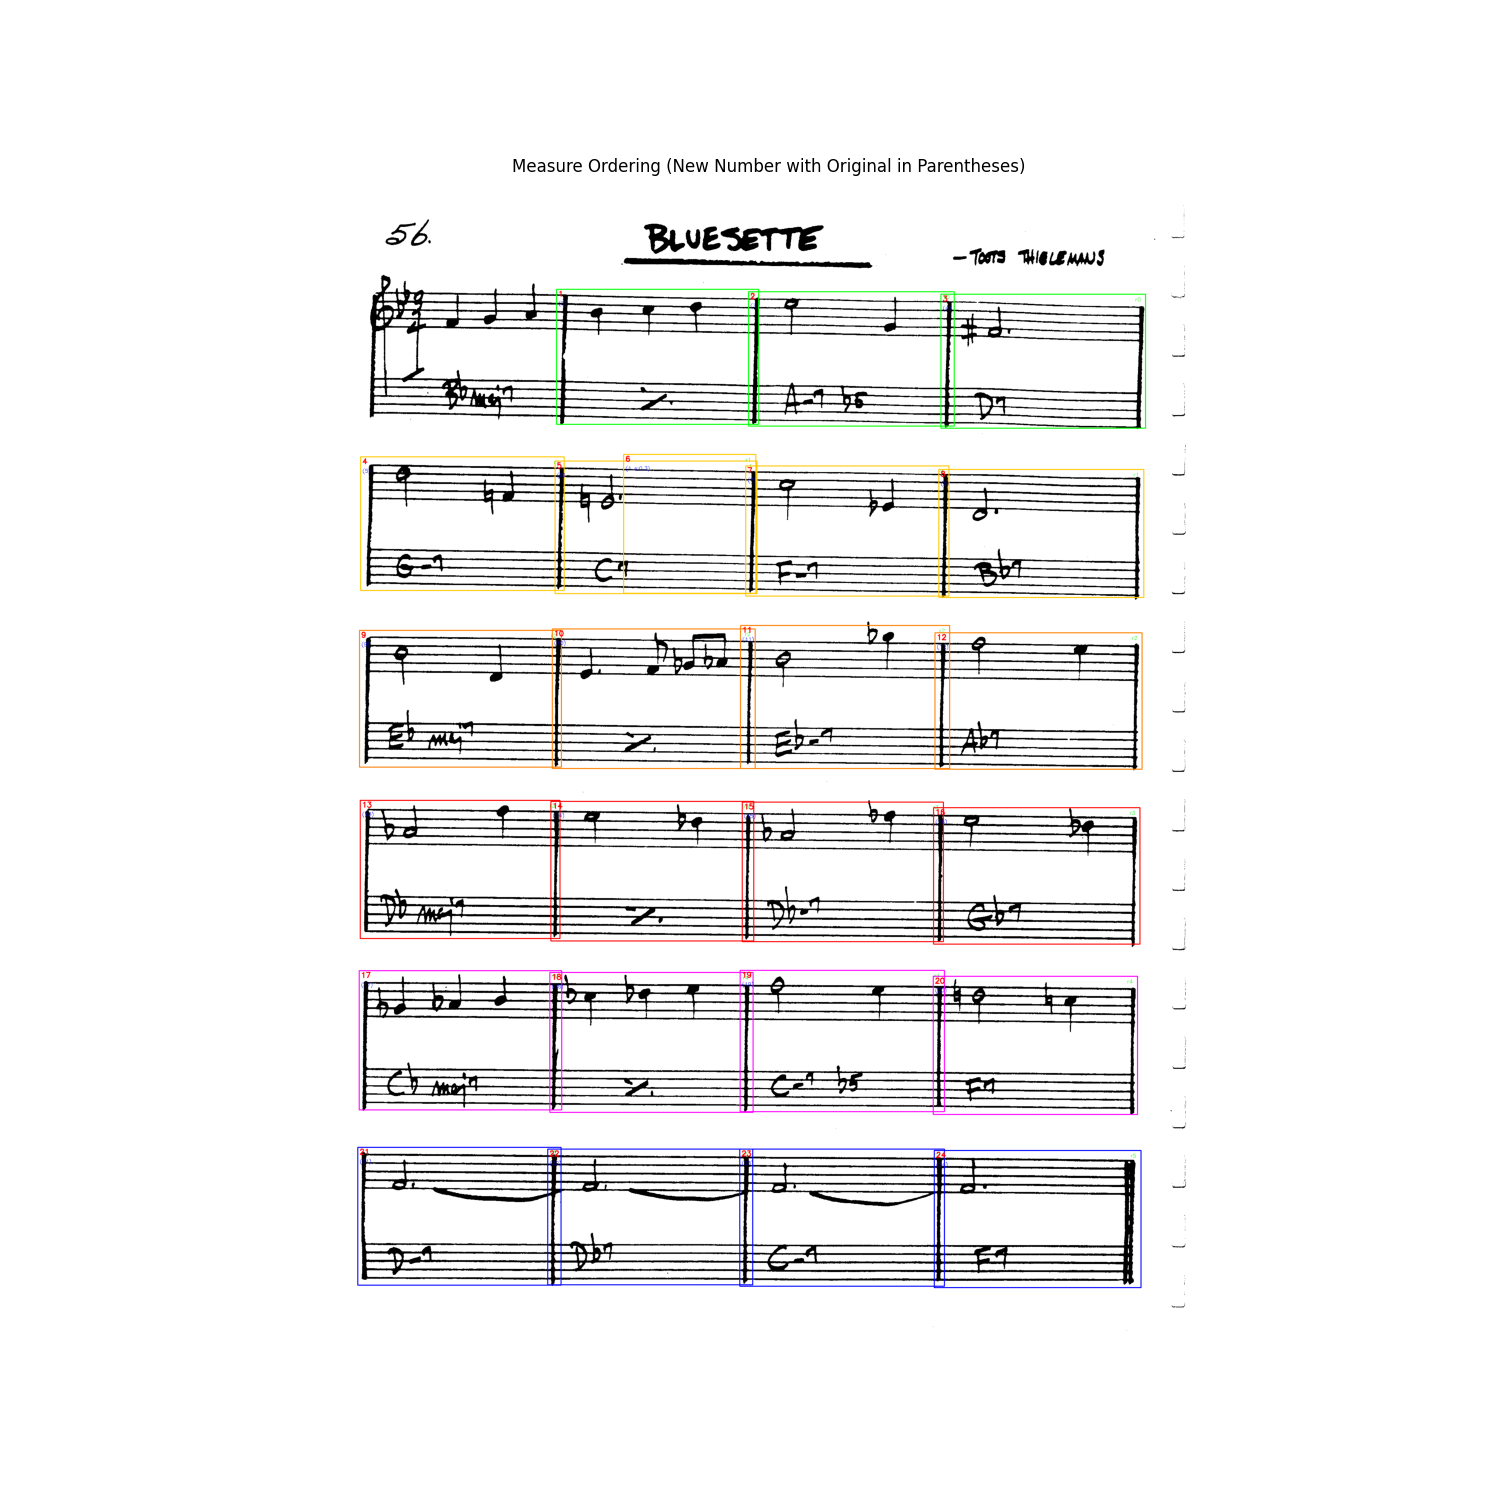 Measure Ordering (New Number with Original in Parentheses)
56.
BLUESETTE
— TOOTS THIELEMANS
1 2 3
Bb maj7 A-7 b5 D7
4 5 6 7 8
G-7 C7 F-7 Bb7
9 10 11 12
Eb maj7 Eb-7 Ab7
13 14 15 16
Db maj7 Db-7 Gb7
17 18 19 20
Cb maj7 C-7 b5 F7
21 22 23 24
D-7 Db7 C-7 F7